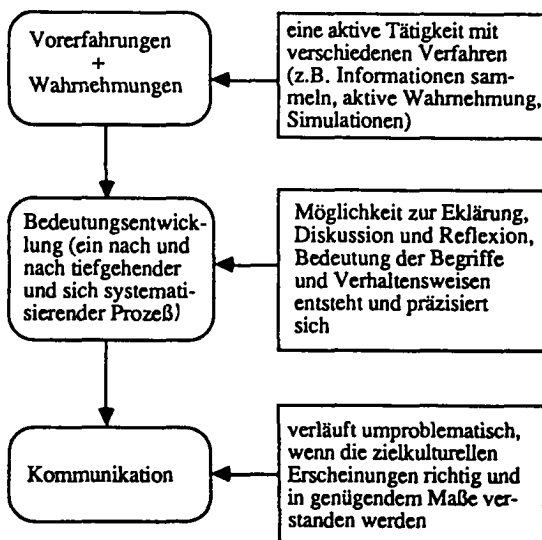 Vorerfahrungen
+
Wahrnehmungen
eine aktive Tätigkeit mit
verschiedenen Verfahren
(z.B. Informationen sam-
meln, aktive Wahrnehmung,
Simulationen)
Bedeutungsentwick-
lung (ein nach und
nach tiefgehender
und sich systemati-
sierender Prozeß)
Möglichkeit zur Eklärung,
Diskussion und Reflexion,
Bedeutung der Begriffe
und Verhaltensweisen
entsteht und präzisiert
sich
Kommunikation
verläuft umproblematisch,
wenn die zielkulturellen
Erscheinungen richtig und
in genügendem Maße ver-
standen werden